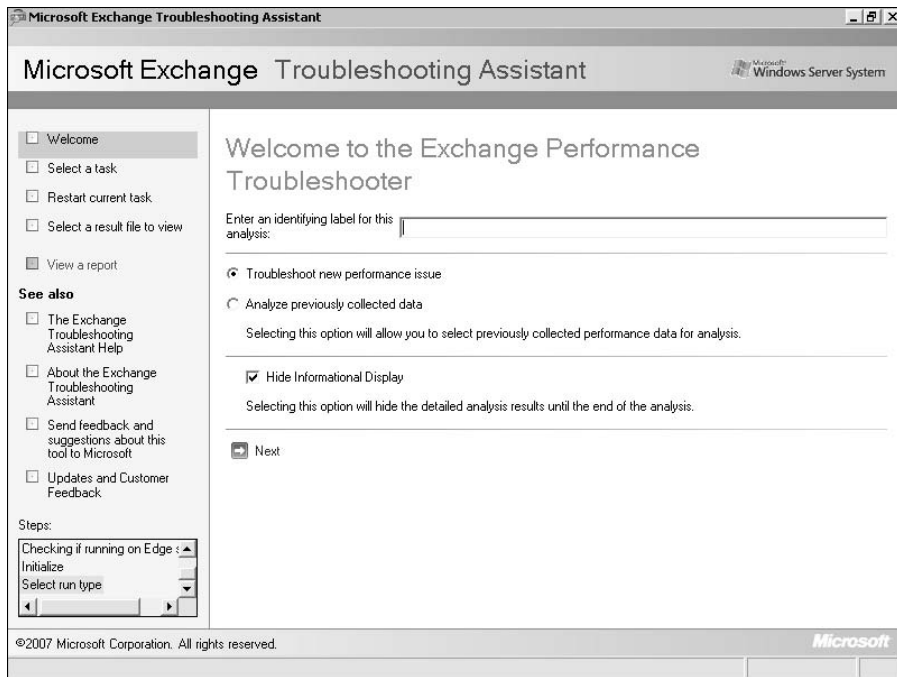 Microsoft Exchange Troubleshooting Assistant
Microsoft Exchange Troubleshooting Assistant
Microsoft
Windows Server System
Welcome
Select a task
Restart current task
Select a result file to view
View a report
See also
The Exchange
Troubleshooting
Assistant Help
About the Exchange
Troubleshooting
Assistant
Send feedback and
suggestions about this
tool to Microsoft
Updates and Customer
Feedback
Steps:
Checking if running on Edge
Initialize
Select run type
Welcome to the Exchange Performance
Troubleshooter
Enter an identifying label for this
analysis:
Troubleshoot new performance issue
Analyze previously collected data
Selecting this option will allow you to select previously collected performance data for analysis.
Hide Informational Display
Selecting this option will hide the detailed analysis results until the end of the analysis.
Next
©2007 Microsoft Corporation. All rights reserved.
Microsoft